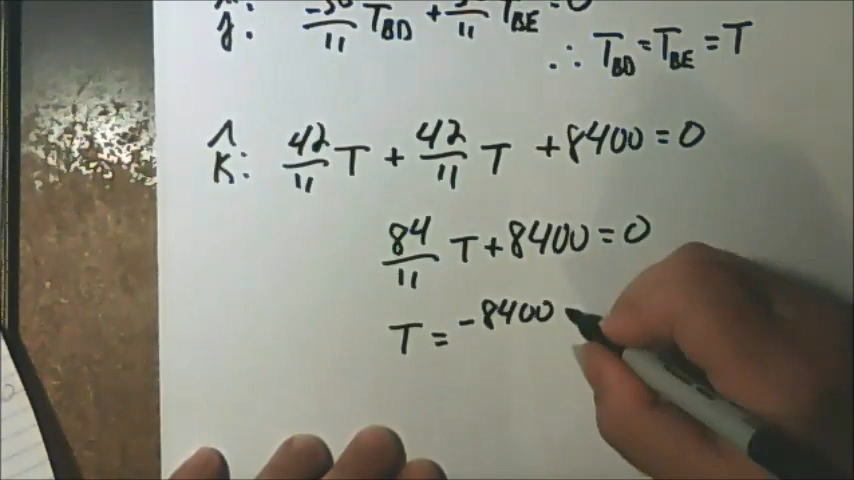 ĵ: -30/11 T_BD + 30/11 T_BE = 0
∴ T_BD = T_BE = T
k̂: 42/11 T + 42/11 T + 8400 = 0
84/11 T + 8400 = 0
T = -8400